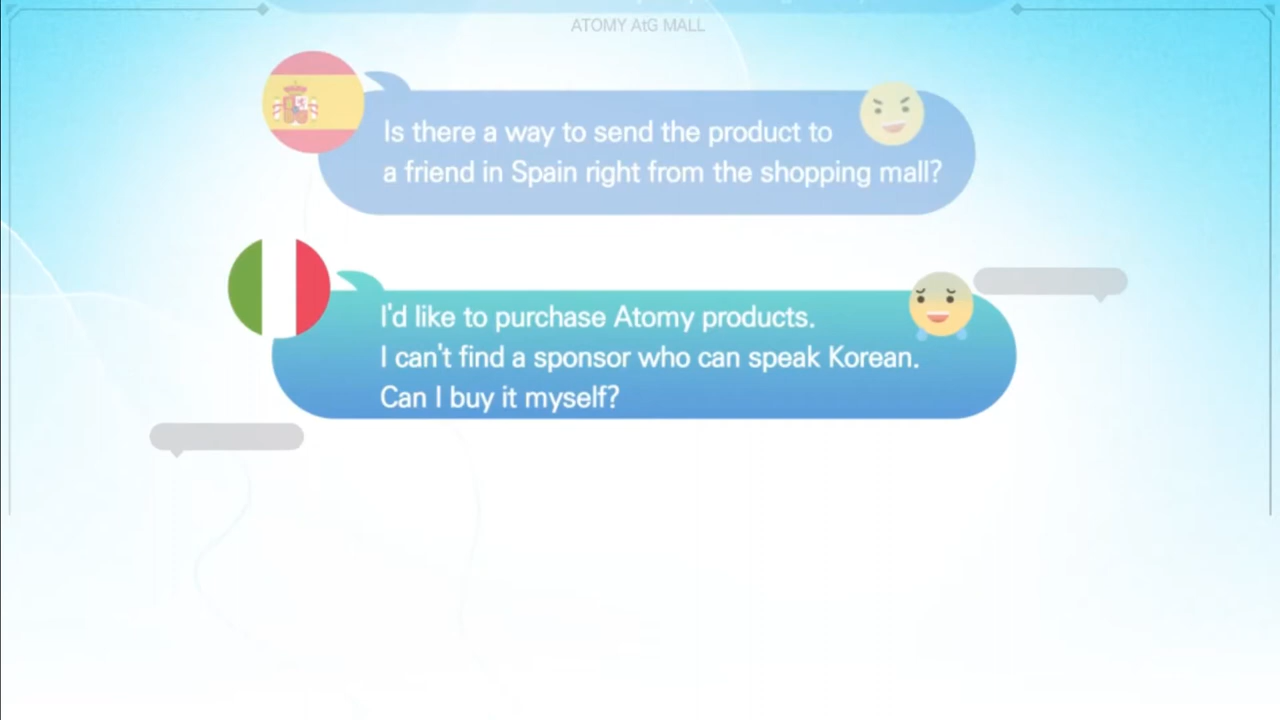 ATOMY AtG MALL
Is there a way to send the product to
a friend in Spain right from the shopping mall?
I'd like to purchase Atomy products.
I can't find a sponsor who can speak Korean.
Can I buy it myself?